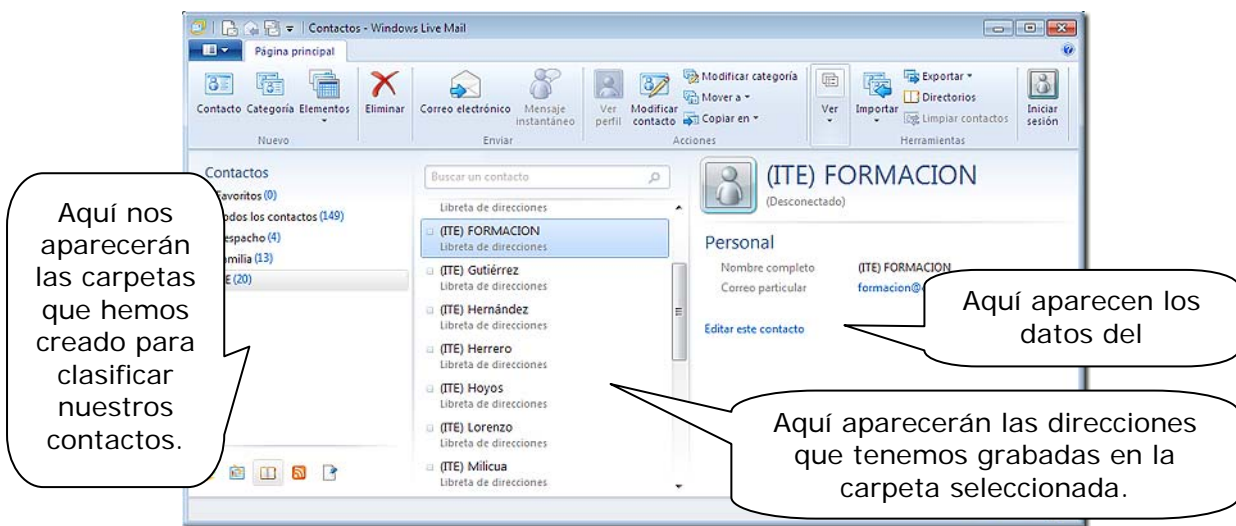 Contactos - Windows Live Mail
Página principal
Contacto Categoría Elementos
Nuevo
Eliminar
Correo electrónico
Mensaje instantáneo
Enviar
Ver perfil
Modificar contacto
Modificar categoría
Mover a
Copiar en
Acciones
Ver
Importar
Exportar
Directorios
Limpiar contactos
Herramientas
Iniciar sesión
Contactos
(0)
los contactos (149)
(4)
(13)
(20)
Buscar un contacto
Libreta de direcciones
(ITE) FORMACION
Libreta de direcciones
(ITE) Gutiérrez
Libreta de direcciones
(ITE) Hernández
Libreta de direcciones
(ITE) Herrero
Libreta de direcciones
(ITE) Hoyos
Libreta de direcciones
(ITE) Lorenzo
Libreta de direcciones
(ITE) Milicua
Libreta de direcciones
(ITE) FORMACION
(Desconectado)
Personal
Nombre completo (ITE) FORMACION
Correo particular formacion@
Editar este contacto
Aquí nos
aparecerán
las carpetas
que hemos
creado para
clasificar
nuestros
contactos.
Aquí aparecen los
datos del
Aquí aparecerán las direcciones
que tenemos grabadas en la
carpeta seleccionada.